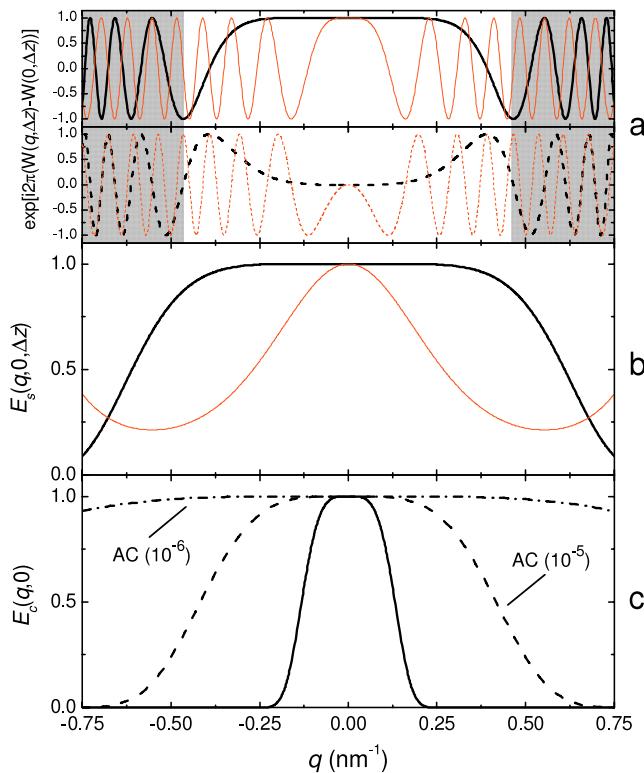 1.0
0.5
0.0
-0.5
-1.0
a
1.0
0.5
0.0
-0.5
-1.0
exp[i2π(W(q,Δz)-W(0,Δz))]
1.0
0.5
0.0
E_s(q,0,Δz)
b
1.0
0.5
0.0
E_c(q,0)
AC (10^-6)
AC (10^-5)
c
-0.75 -0.50 -0.25 0.00 0.25 0.50 0.75
q (nm^-1)